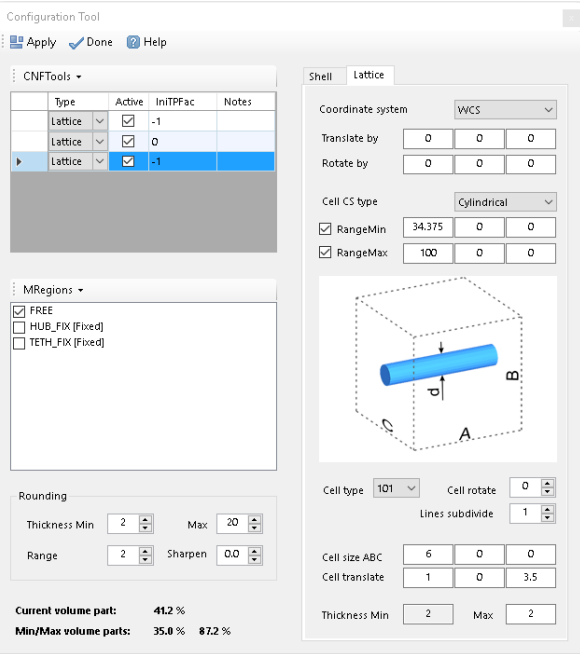 Configuration Tool
Apply Done Help
CNFTools
Type Active IniTPFac Notes
Lattice -1
Lattice 0
Lattice -1
MRegions
FREE
HUB_FIX [Fixed]
TETH_FIX [Fixed]
Rounding
Thickness Min 2 Max 20
Range 2 Sharpen 0.0
Current volume part: 41.2 %
Min/Max volume parts: 35.0 % 87.2 %
Shell Lattice
Coordinate system WCS
Translate by 0 0 0
Rotate by 0 0 0
Cell CS type Cylindrical
RangeMin 34.375 0 0
RangeMax 100 0 0
d
B
C
A
Cell type 101 Cell rotate 0
Lines subdivide 1
Cell size ABC 6 0 0
Cell translate 1 0 3.5
Thickness Min 2 Max 2